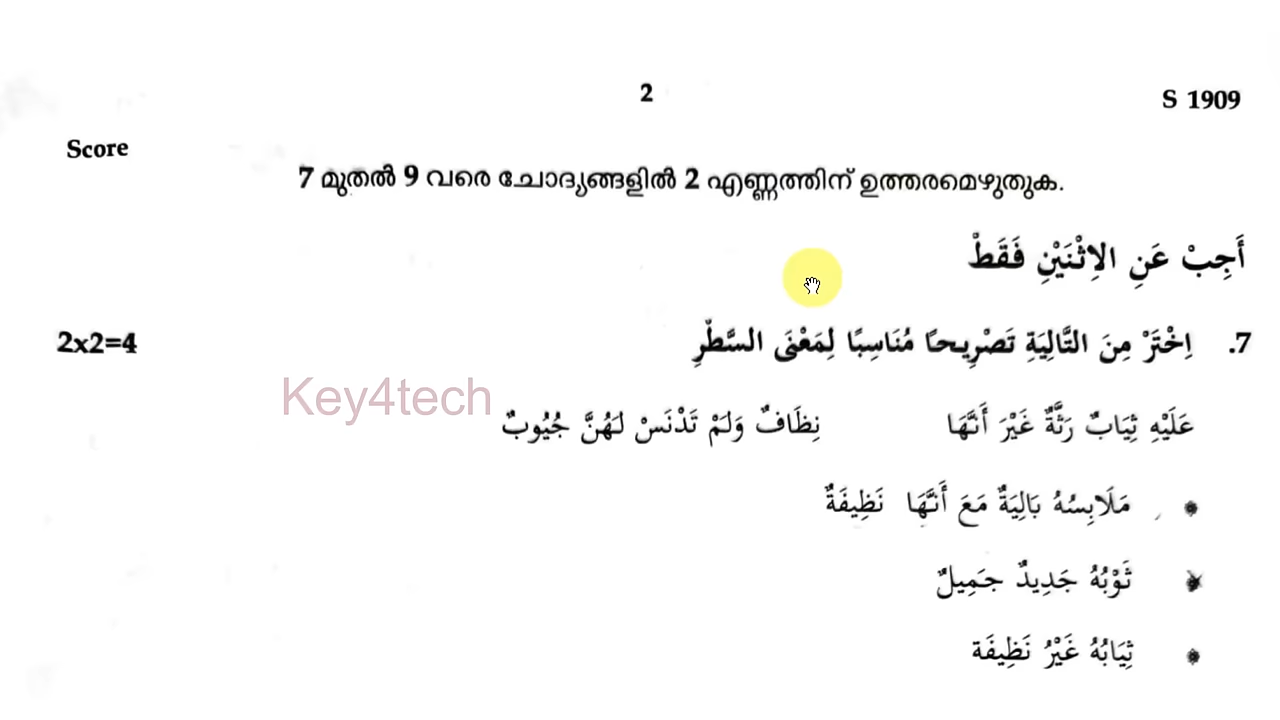 2
S 1909
Score
7 മുതൽ 9 വരെ ചോദ്യങ്ങളിൽ 2 എണ്ണത്തിന് ഉത്തരമെഴുതുക.
أَجِبْ عَنِ الاِثْنَيْنِ فَقَطْ
7. اِخْتَرْ مِنَ التَّالِيَةِ تَصْرِيحًا مُنَاسِبًا لِمَعْنَى السَّطْرِ 2x2=4
Key4tech
عَلَيْهِ ثِيَابٌ رَثَّةٌ غَيْرَ أَنَّهَا نِظَافٌ وَلَمْ تَدْنَسْ لَهُنَّ جُيُوبٌ
• مَلَابِسُهُ بَالِيَةٌ مَعَ أَنَّهَا نَظِيفَةٌ
• ثَوْبُهُ جَدِيدٌ جَمِيلٌ
• ثِيَابُهُ غَيْرُ نَظِيفَة